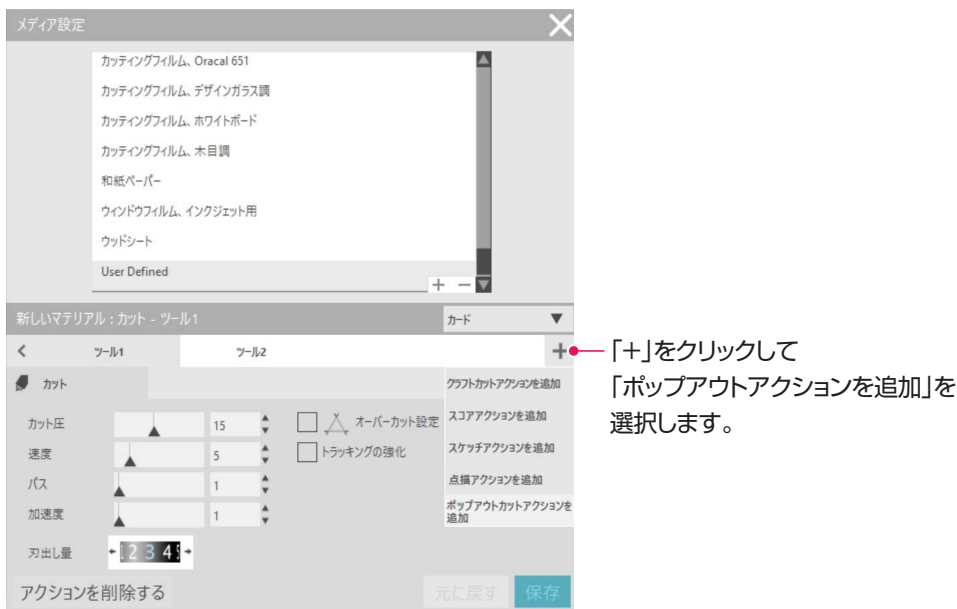 メディア設定
カッティングフィルム、Oracal 651
カッティングフィルム、デザインガラス調
カッティングフィルム、ホワイトボード
カッティングフィルム、木目調
和紙ペーパー
ウィンドウフィルム、インクジェット用
ウッドシート
User Defined
+ −
新しいマテリアル : カット - ツール1
カード
ツール1
ツール2
+
「+」をクリックして
「ポップアウトアクションを追加」を
選択します。
カット
クラフトカットアクションを追加
スコアアクションを追加
スケッチアクションを追加
点描アクションを追加
ポップアウトカットアクションを
追加
カット圧 15 オーバーカット設定
速度 5 トラッキングの強化
パス 1
加速度 1
刃出し量 2 3 4
アクションを削除する
元に戻す
保存